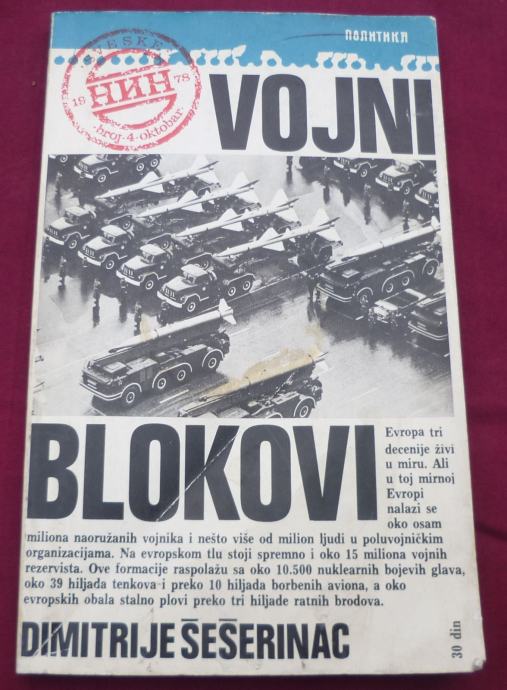 ПОЛИТИКА
SVESKE
НИН
19 78
broj · 4 · oktobar ·
VOJNI
BLOKOVI
Evropa tri
decenije živi
u miru. Ali
u toj mirnoj
Evropi
nalazi se
oko osam
miliona naoružanih vojnika i nešto više od milion ljudi u poluvojničkim
organizacijama. Na evropskom tlu stoji spremno i oko 15 miliona vojnih
rezervista. Ove formacije raspolažu sa oko 10.500 nuklearnih bojevih glava,
oko 39 hiljada tenkova i preko 10 hiljada borbenih aviona, a oko
evropskih obala stalno plovi preko tri hiljade ratnih brodova.
DIMITRIJE ŠEŠERINAC
30 din